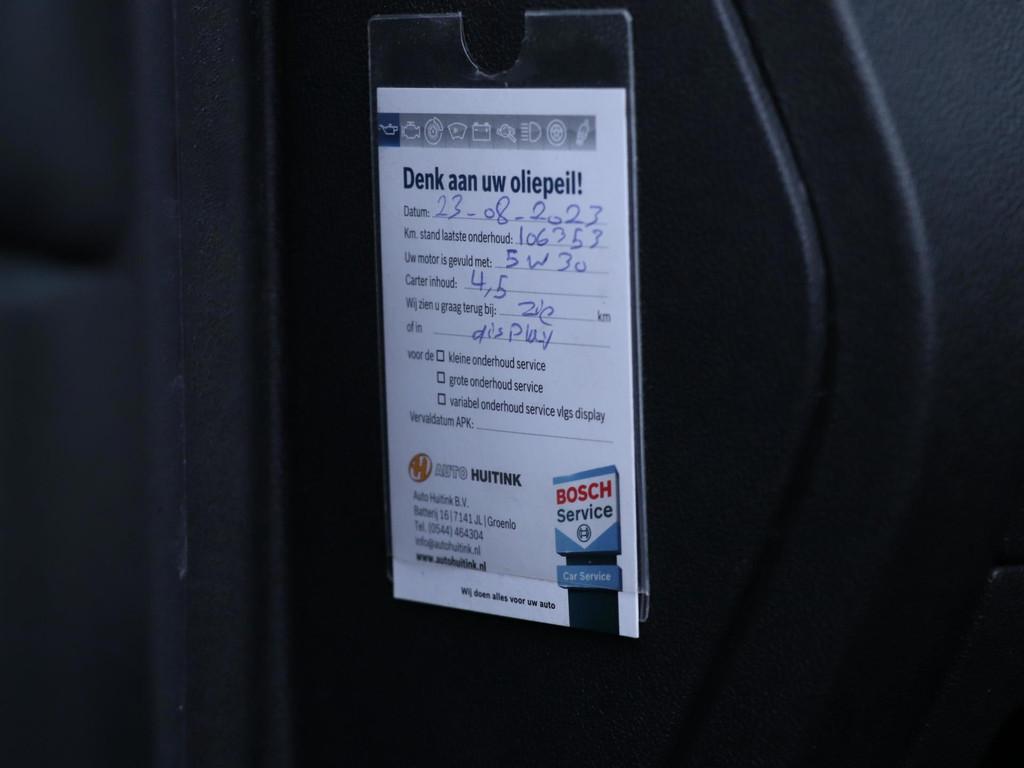 Denk aan uw oliepeil!
Datum: 23-08-2023
Km. stand laatste onderhoud: 106353
Uw motor is gevuld met: 5W30
Carter inhoud: 4,5
Wij zien u graag terug bij: zie km
of in display
voor de ☐ kleine onderhoud service
☐ grote onderhoud service
☐ variabel onderhoud service vlgs display
Vervaldatum APK:
AUTO HUITINK
Auto Huitink B.V.
Batterij 16 | 7141 JL | Groenlo
Tel. (0544) 464304
info@autohuitink.nl
www.autohuitink.nl
BOSCH
Service
Car Service
Wij doen alles voor uw auto